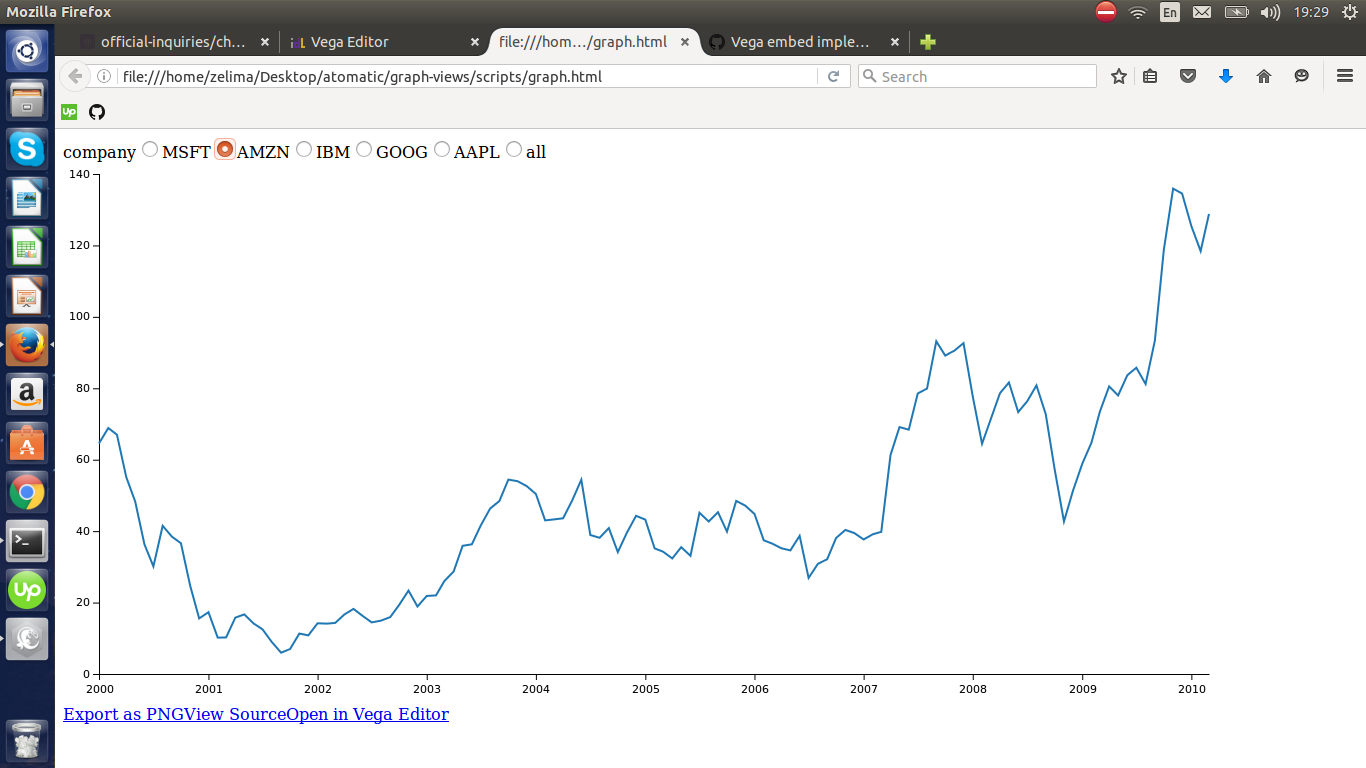 Mozilla Firefox
En
19:29
official-inquiries/ch...
Vega Editor
file:///hom.../graph.html
Vega embed imple...
file:///home/zelima/Desktop/atomatic/graph-views/scripts/graph.html
Search
Up
company MSFT AMZN IBM GOOG AAPL all
140
120
100
80
60
40
20
0
2000 2001 2002 2003 2004 2005 2006 2007 2008 2009 2010
Export as PNGView SourceOpen in Vega Editor
a
A
>_
Up